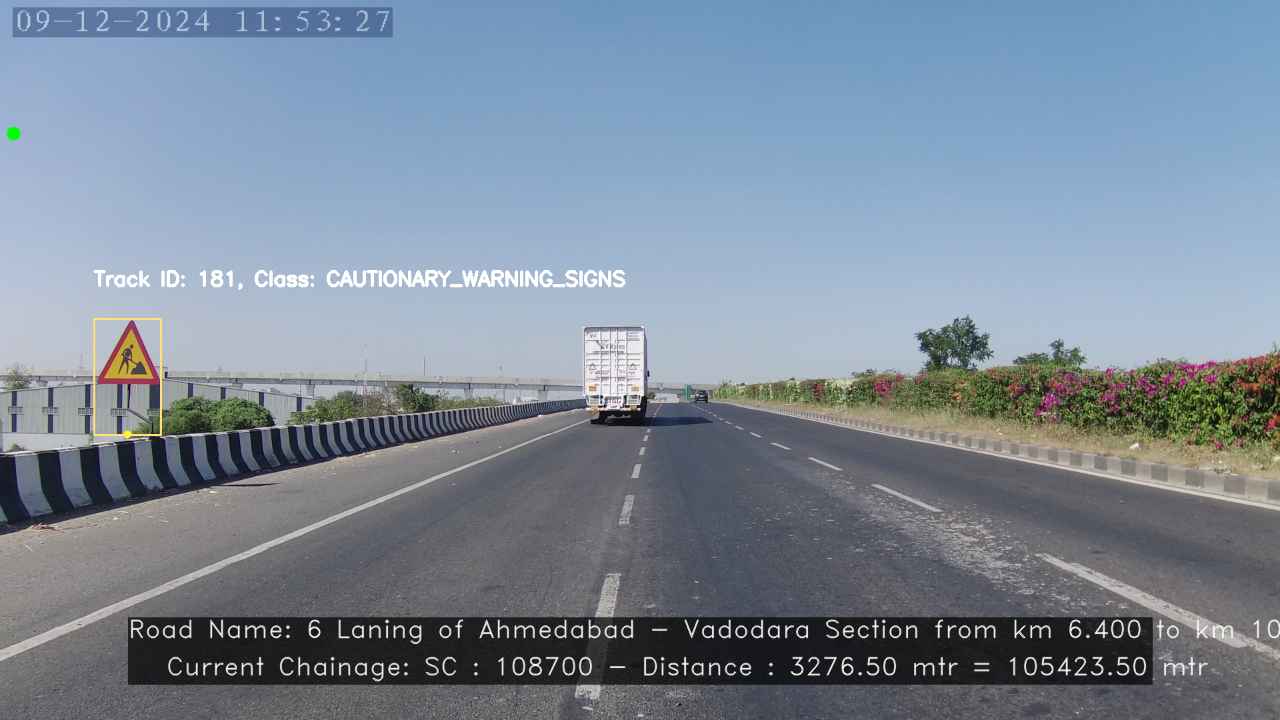 09-12-2024 11:53:27
Track ID: 181, Class: CAUTIONARY_WARNING_SIGNS
Road Name: 6 Laning of Ahmedabad - Vadodara Section from km 6.400 to km 10
Current Chainage: SC : 108700 - Distance : 3276.50 mtr = 105423.50 mtr